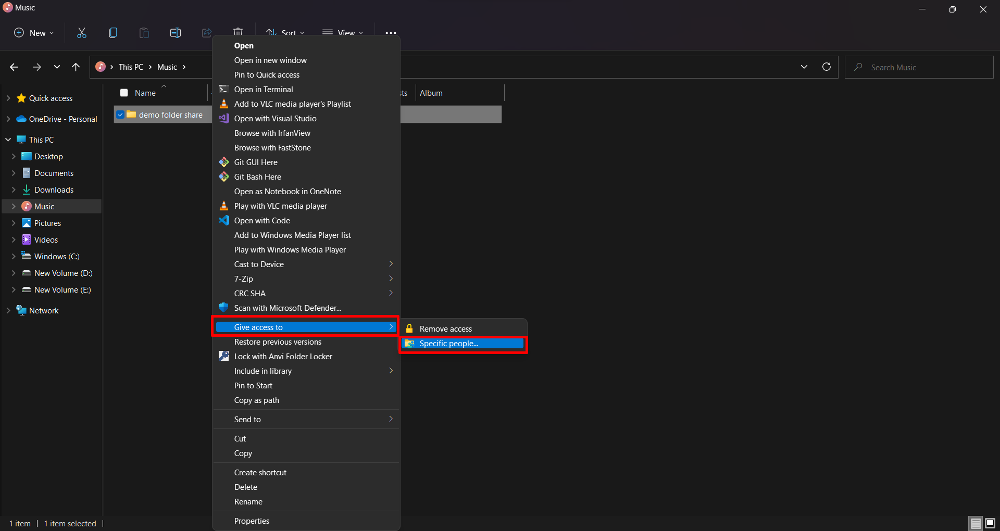 Music
New
Sort
View
This PC > Music >
Search Music
Name
sts
Album
Quick access
OneDrive - Personal
This PC
Desktop
Documents
Downloads
Music
Pictures
Videos
Windows (C:)
New Volume (D:)
New Volume (E:)
Network
demo folder share
Open
Open in new window
Pin to Quick access
Open in Terminal
Add to VLC media player's Playlist
Open with Visual Studio
Browse with IrfanView
Browse with FastStone
Git GUI Here
Git Bash Here
Open as Notebook in OneNote
Play with VLC media player
Open with Code
Add to Windows Media Player list
Play with Windows Media Player
Cast to Device
7-Zip
CRC SHA
Scan with Microsoft Defender...
Give access to
Restore previous versions
Lock with Anvi Folder Locker
Include in library
Pin to Start
Copy as path
Send to
Cut
Copy
Create shortcut
Delete
Rename
Properties
Remove access
Specific people...
1 item | 1 item selected |